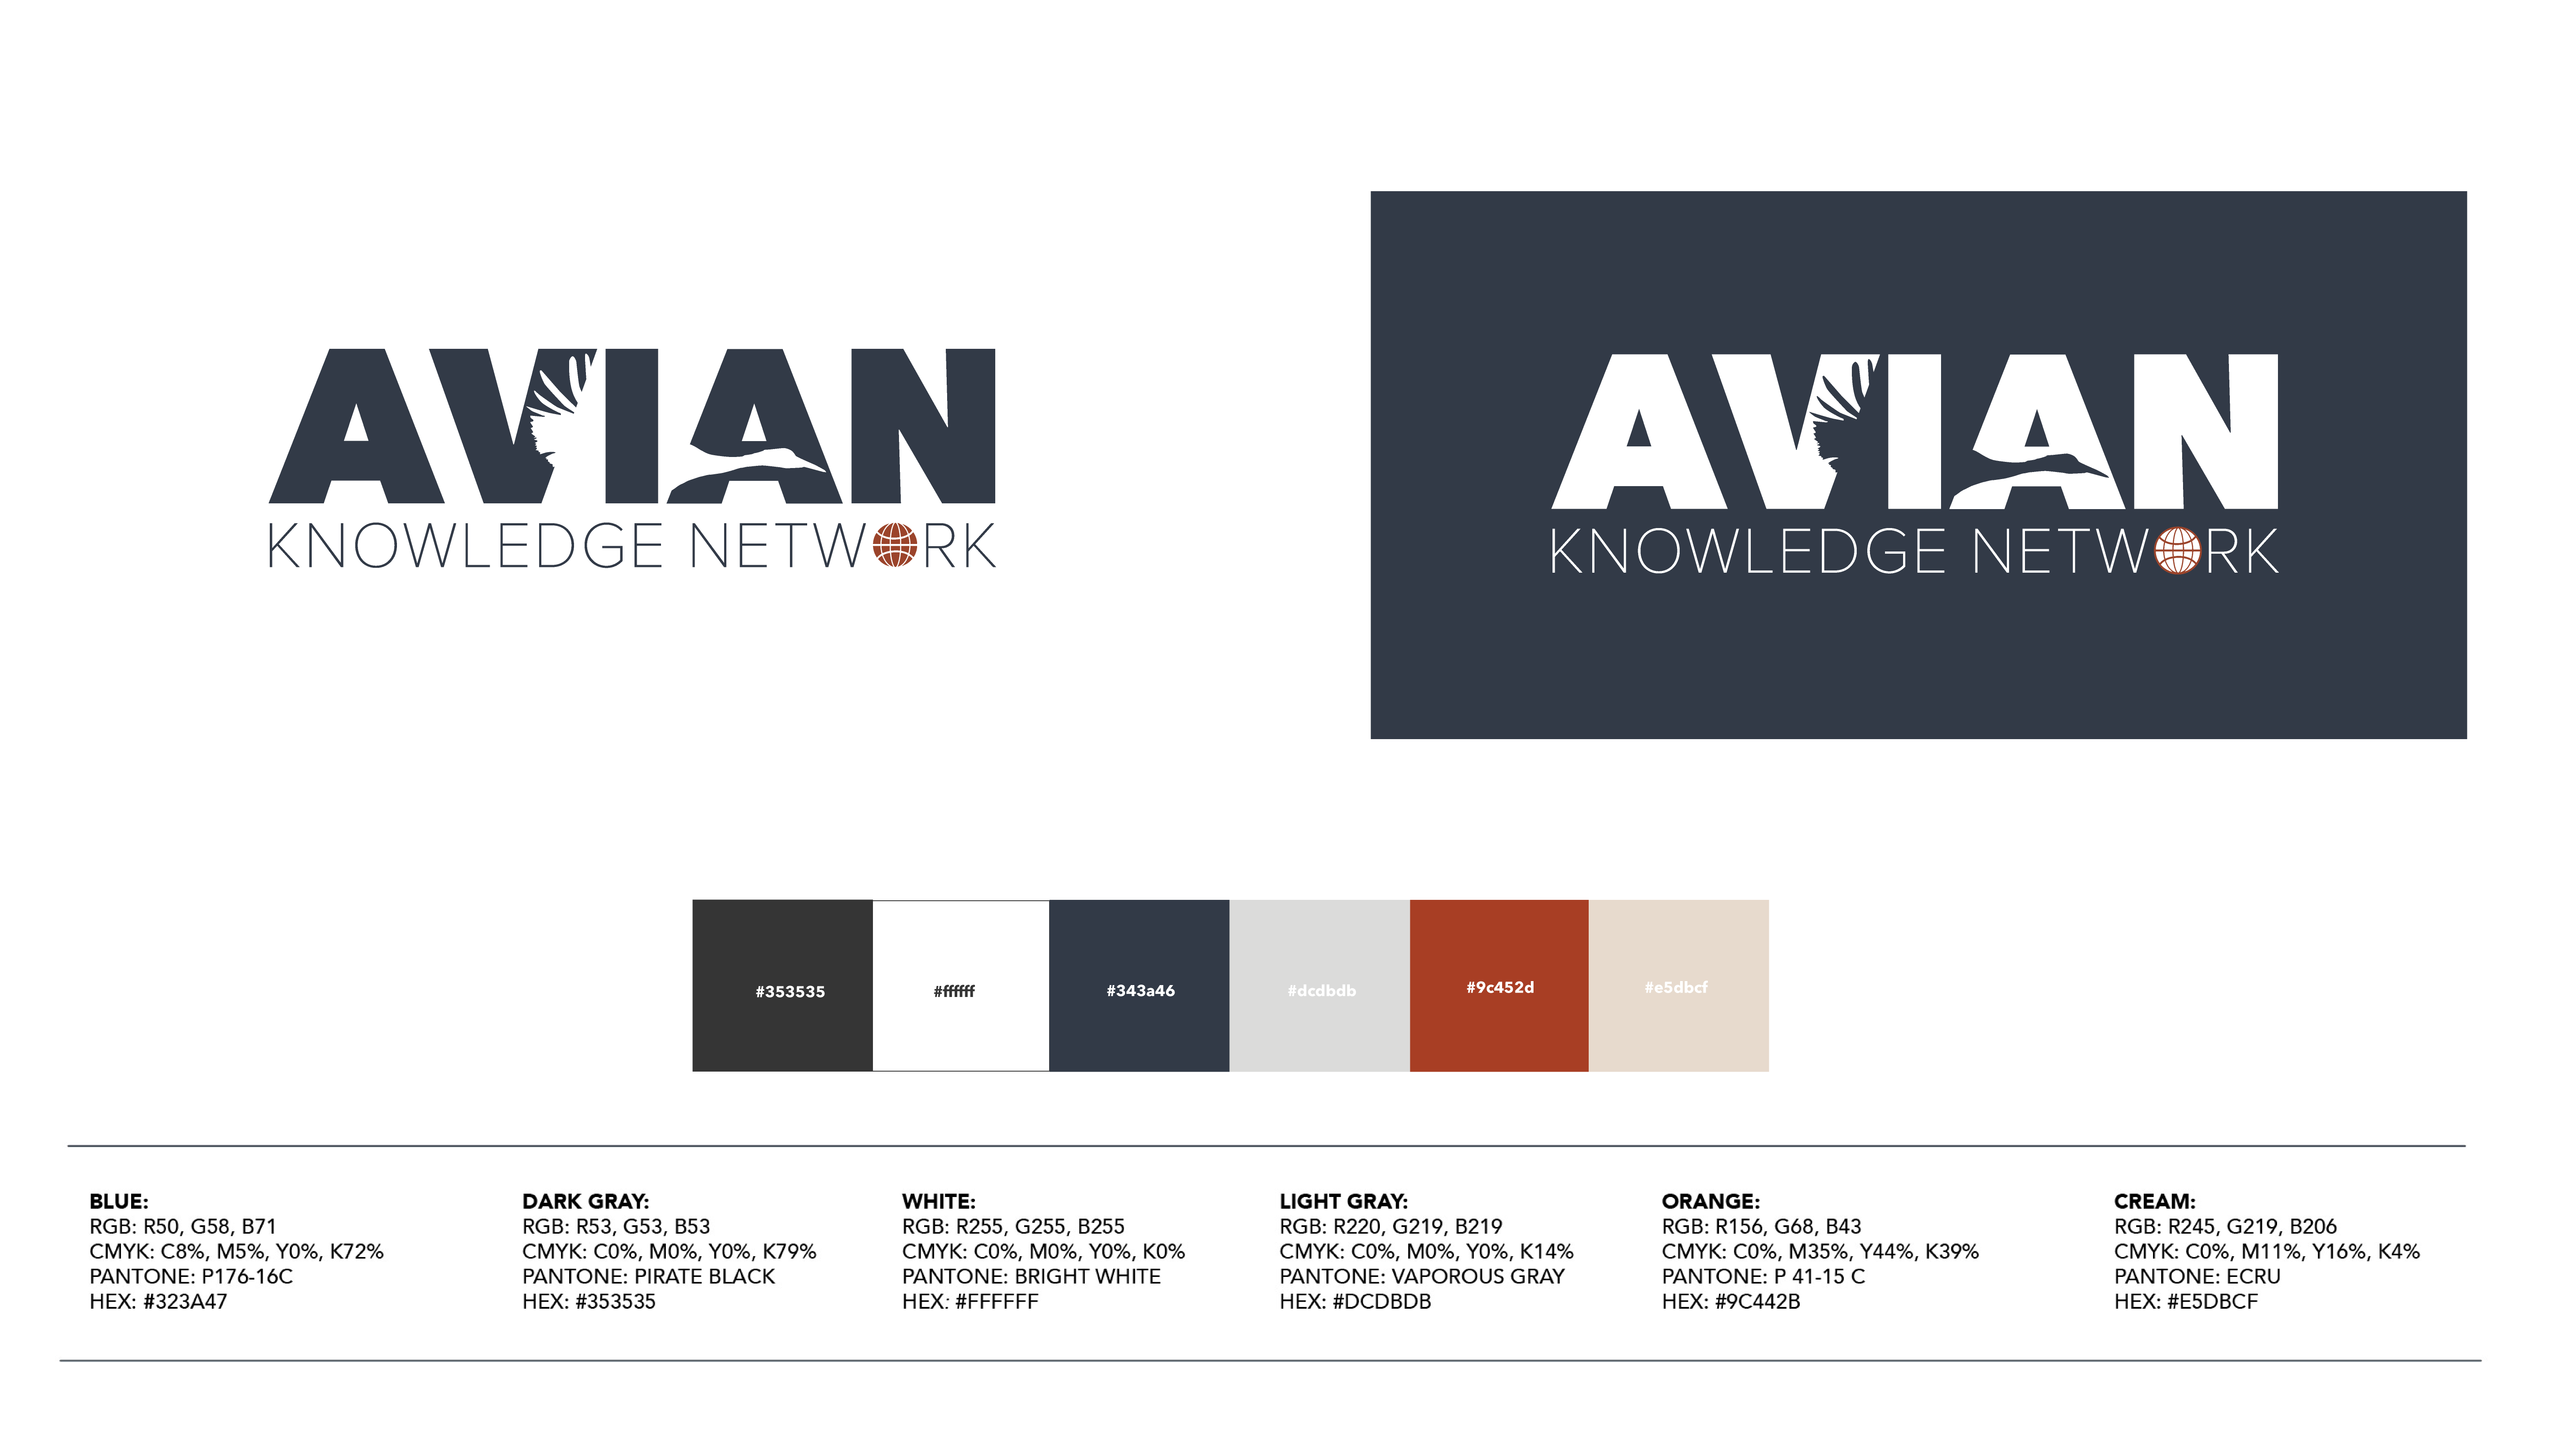 AVIAN
KNOWLEDGE NETWORK
AVIAN
KNOWLEDGE NETWORK
#353535
#ffffff
#343a46
#dcdbdb
#9c452d
#e5dbcf
BLUE:
RGB: R50, G58, B71
CMYK: C8%, M5%, Y0%, K72%
PANTONE: P176-16C
HEX: #323A47
DARK GRAY:
RGB: R53, G53, B53
CMYK: C0%, M0%, Y0%, K79%
PANTONE: PIRATE BLACK
HEX: #353535
WHITE:
RGB: R255, G255, B255
CMYK: C0%, M0%, Y0%, K0%
PANTONE: BRIGHT WHITE
HEX: #FFFFFF
LIGHT GRAY:
RGB: R220, G219, B219
CMYK: C0%, M0%, Y0%, K14%
PANTONE: VAPOROUS GRAY
HEX: #DCDBDB
ORANGE:
RGB: R156, G68, B43
CMYK: C0%, M35%, Y44%, K39%
PANTONE: P 41-15 C
HEX: #9C442B
CREAM:
RGB: R245, G219, B206
CMYK: C0%, M11%, Y16%, K4%
PANTONE: ECRU
HEX: #E5DBCF